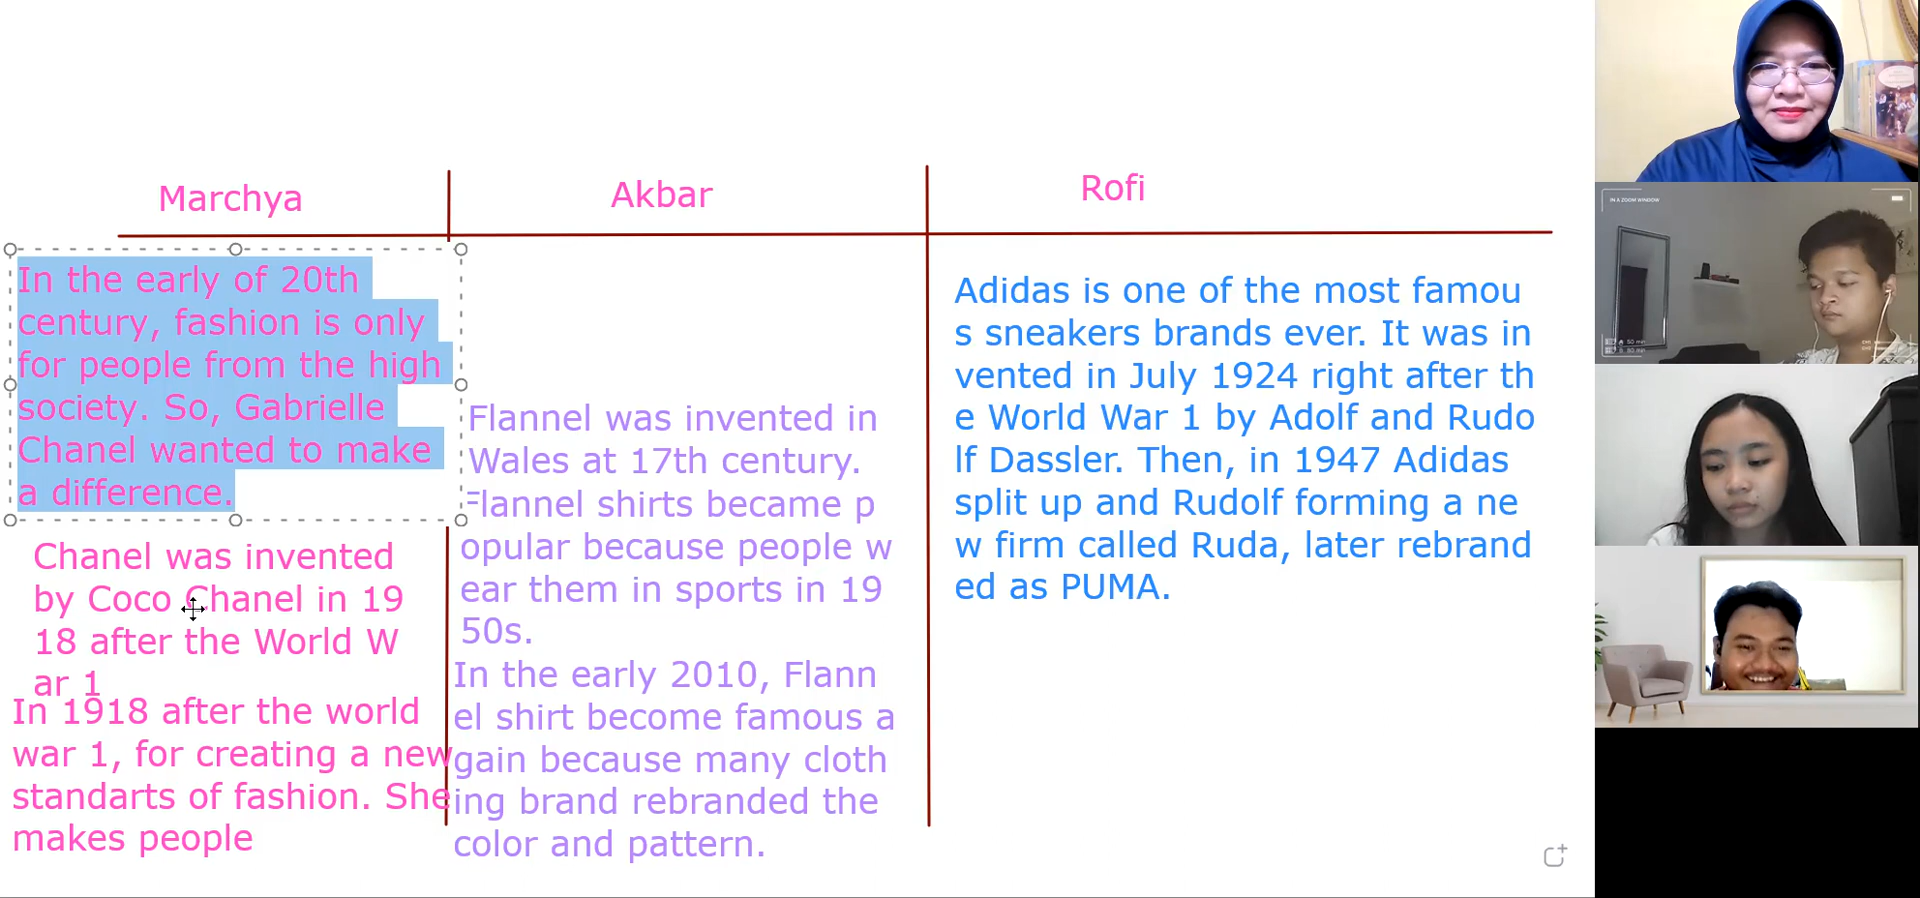 Marchya
Akbar
Rofi
In the early of 20th
century, fashion is only
for people from the high
society. So, Gabrielle
Chanel wanted to make
a difference.
Chanel was invented
by Coco Chanel in 19
18 after the World W
ar 1
In 1918 after the world
war 1, for creating a new
standarts of fashion. She
makes people
Flannel was invented in
Wales at 17th century.
Flannel shirts became p
opular because people w
ear them in sports in 19
50s.
In the early 2010, Flann
el shirt become famous a
gain because many cloth
ing brand rebranded the
color and pattern.
Adidas is one of the most famou
s sneakers brands ever. It was in
vented in July 1924 right after th
e World War 1 by Adolf and Rudo
lf Dassler. Then, in 1947 Adidas
split up and Rudolf forming a ne
w firm called Ruda, later rebrand
ed as PUMA.
IN A ZOOM WINDOW